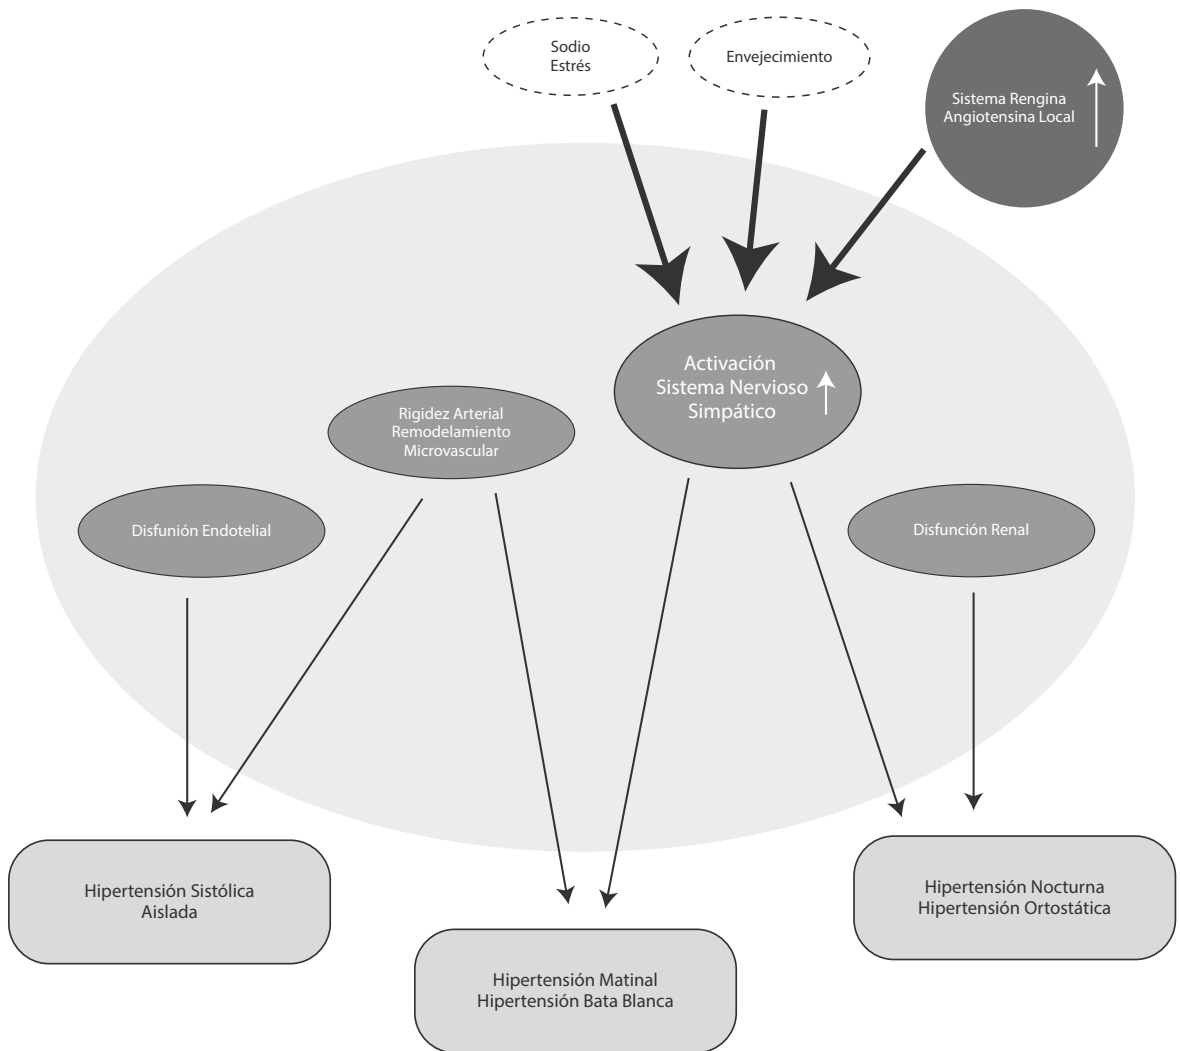 Sodio
Estrés
Envejecimiento
Sistema Rengina
Angiotensina Local
Activación
Sistema Nervioso
Simpático
Rigidez Arterial
Remodelamiento
Microvascular
Disfunión Endotelial
Disfunción Renal
Hipertensión Sistólica
Aislada
Hipertensión Nocturna
Hipertensión Ortostática
Hipertensión Matinal
Hipertensión Bata Blanca